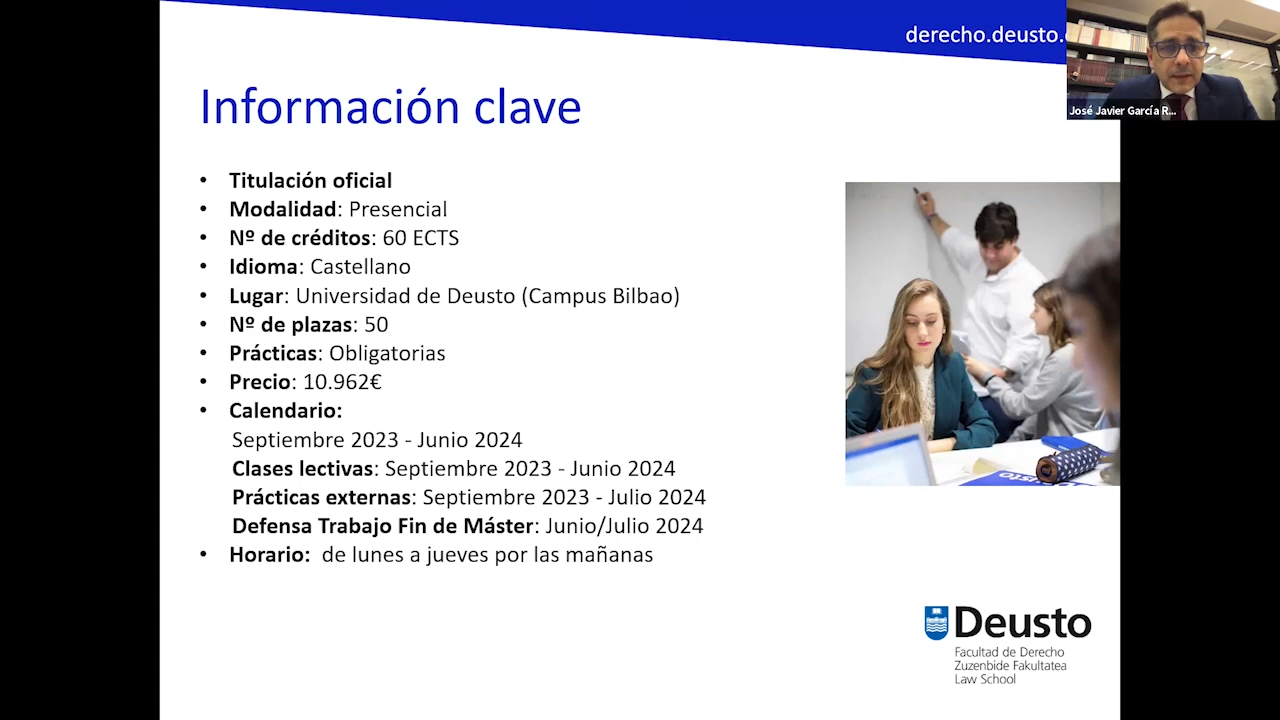 derecho.deusto.
José Javier García R...
Información clave
• Titulación oficial
• Modalidad: Presencial
• Nº de créditos: 60 ECTS
• Idioma: Castellano
• Lugar: Universidad de Deusto (Campus Bilbao)
• Nº de plazas: 50
• Prácticas: Obligatorias
• Precio: 10.962€
• Calendario:
Septiembre 2023 - Junio 2024
Clases lectivas: Septiembre 2023 - Junio 2024
Prácticas externas: Septiembre 2023 - Julio 2024
Defensa Trabajo Fin de Máster: Junio/Julio 2024
• Horario: de lunes a jueves por las mañanas
Deusto
Facultad de Derecho
Zuzenbide Fakultatea
Law School